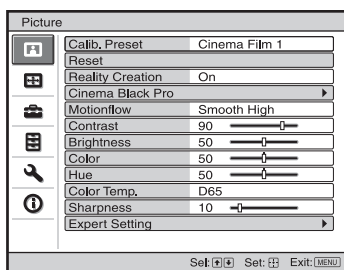 Picture
Calib. Preset Cinema Film 1
Reset
Reality Creation On
Cinema Black Pro
Motionflow Smooth High
Contrast 90
Brightness 50
Color 50
Hue 50
Color Temp. D65
Sharpness 10
Expert Setting
Sel: Set: Exit: MENU